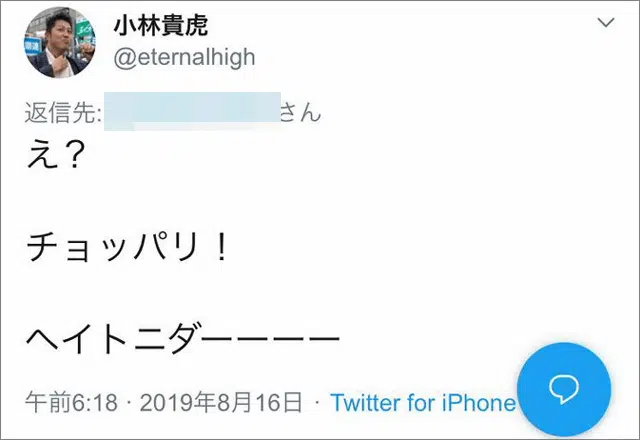 小林貴虎
@eternalhigh
返信先: さん
え？
チョッパリ！
ヘイトニダーーーー
午前6:18 · 2019年8月16日 · Twitter for iPhone